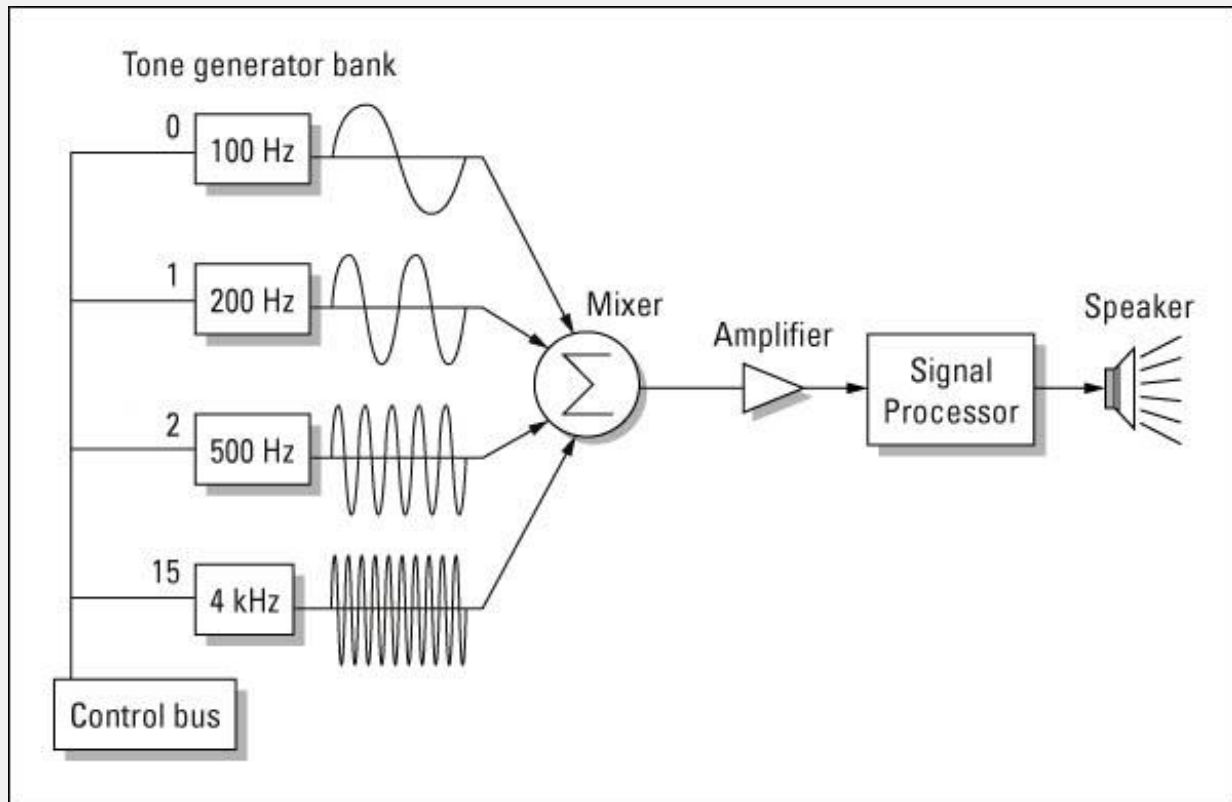 Tone generator bank
0
100 Hz
1
200 Hz
Mixer
Amplifier
Speaker
Signal
Processor
2
500 Hz
15
4 kHz
Control bus